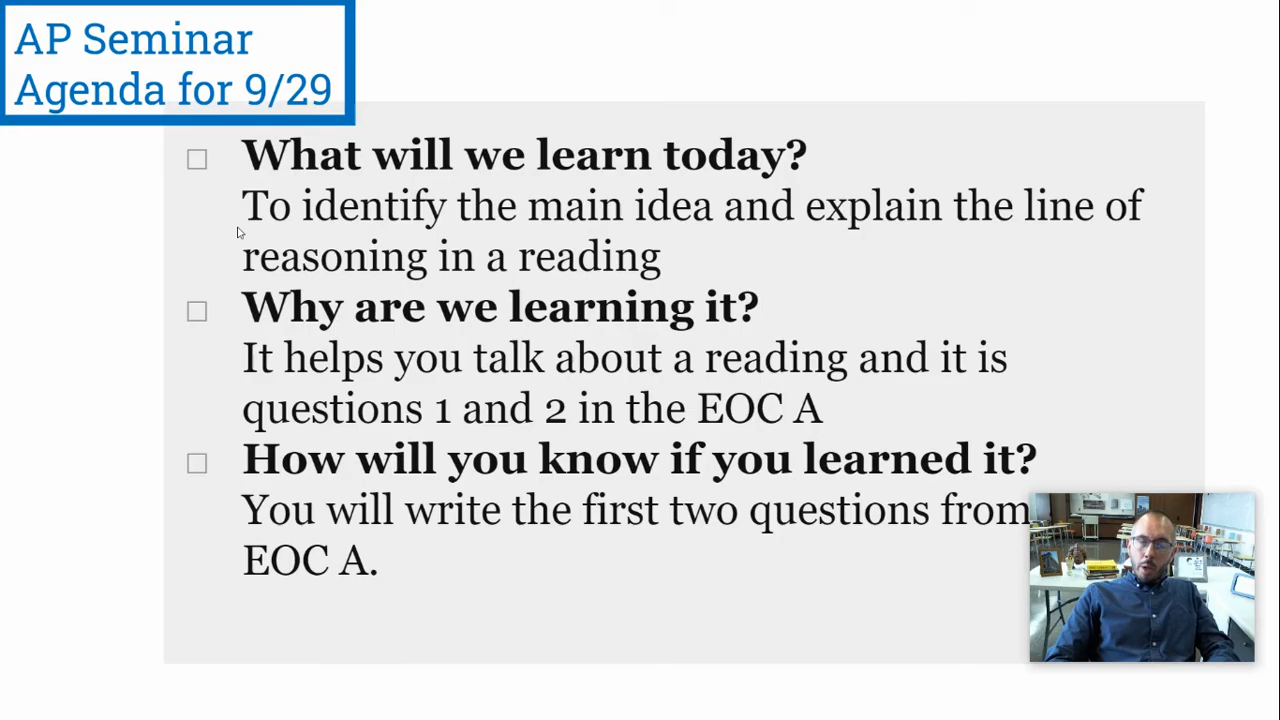 AP Seminar
Agenda for 9/29
What will we learn today?
To identify the main idea and explain the line of
reasoning in a reading
Why are we learning it?
It helps you talk about a reading and it is
questions 1 and 2 in the EOC A
How will you know if you learned it?
You will write the first two questions from
EOC A.